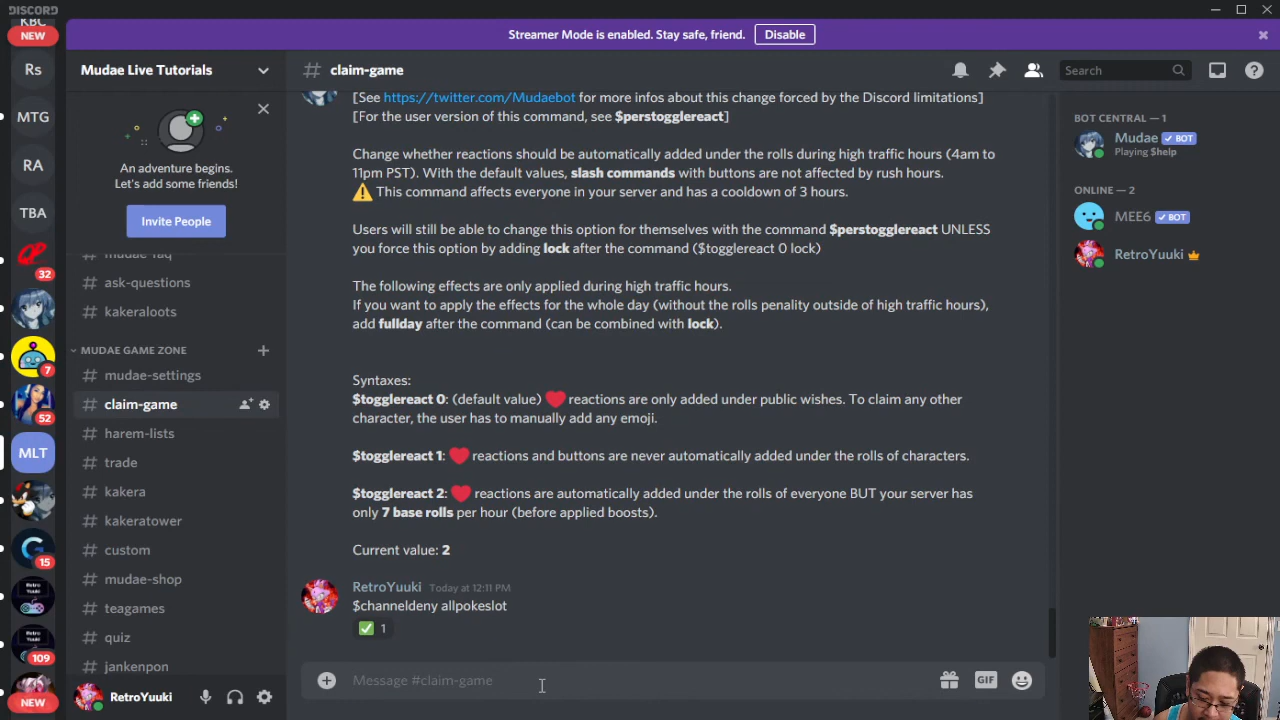 DISCORD
Streamer Mode is enabled. Stay safe, friend.
Disable
KBC
NEW
Rs
MTG
RA
TBA
32
7
52
MLT
15
109
NEW
Mudae Live Tutorials
An adventure begins.
Let's add some friends!
Invite People
mudae-faq
ask-questions
kakeraloots
MUDAE GAME ZONE
mudae-settings
claim-game
harem-lists
trade
kakera
kakeratower
custom
mudae-shop
teagames
quiz
jankenpon
RetroYuuki
claim-game
Search
[See https://twitter.com/Mudaebot for more infos about this change forced by the Discord limitations]
[For the user version of this command, see $perstogglereact]
Change whether reactions should be automatically added under the rolls during high traffic hours (4am to
11pm PST). With the default values, slash commands with buttons are not affected by rush hours.
⚠️ This command affects everyone in your server and has a cooldown of 3 hours.
Users will still be able to change this option for themselves with the command $perstogglereact UNLESS
you force this option by adding lock after the command ($togglereact 0 lock)
The following effects are only applied during high traffic hours.
If you want to apply the effects for the whole day (without the rolls penality outside of high traffic hours),
add fullday after the command (can be combined with lock).
Syntaxes:
$togglereact 0: (default value) ❤️ reactions are only added under public wishes. To claim any other
character, the user has to manually add any emoji.
$togglereact 1: ❤️ reactions and buttons are never automatically added under the rolls of characters.
$togglereact 2: ❤️ reactions are automatically added under the rolls of everyone BUT your server has
only 7 base rolls per hour (before applied boosts).
Current value: 2
RetroYuuki Today at 12:11 PM
$channeldeny allpokeslot
✅ 1
Message #claim-game
GIF
BOT CENTRAL — 1
Mudae ✓ BOT
Playing $help
ONLINE — 2
MEE6 ✓ BOT
RetroYuuki